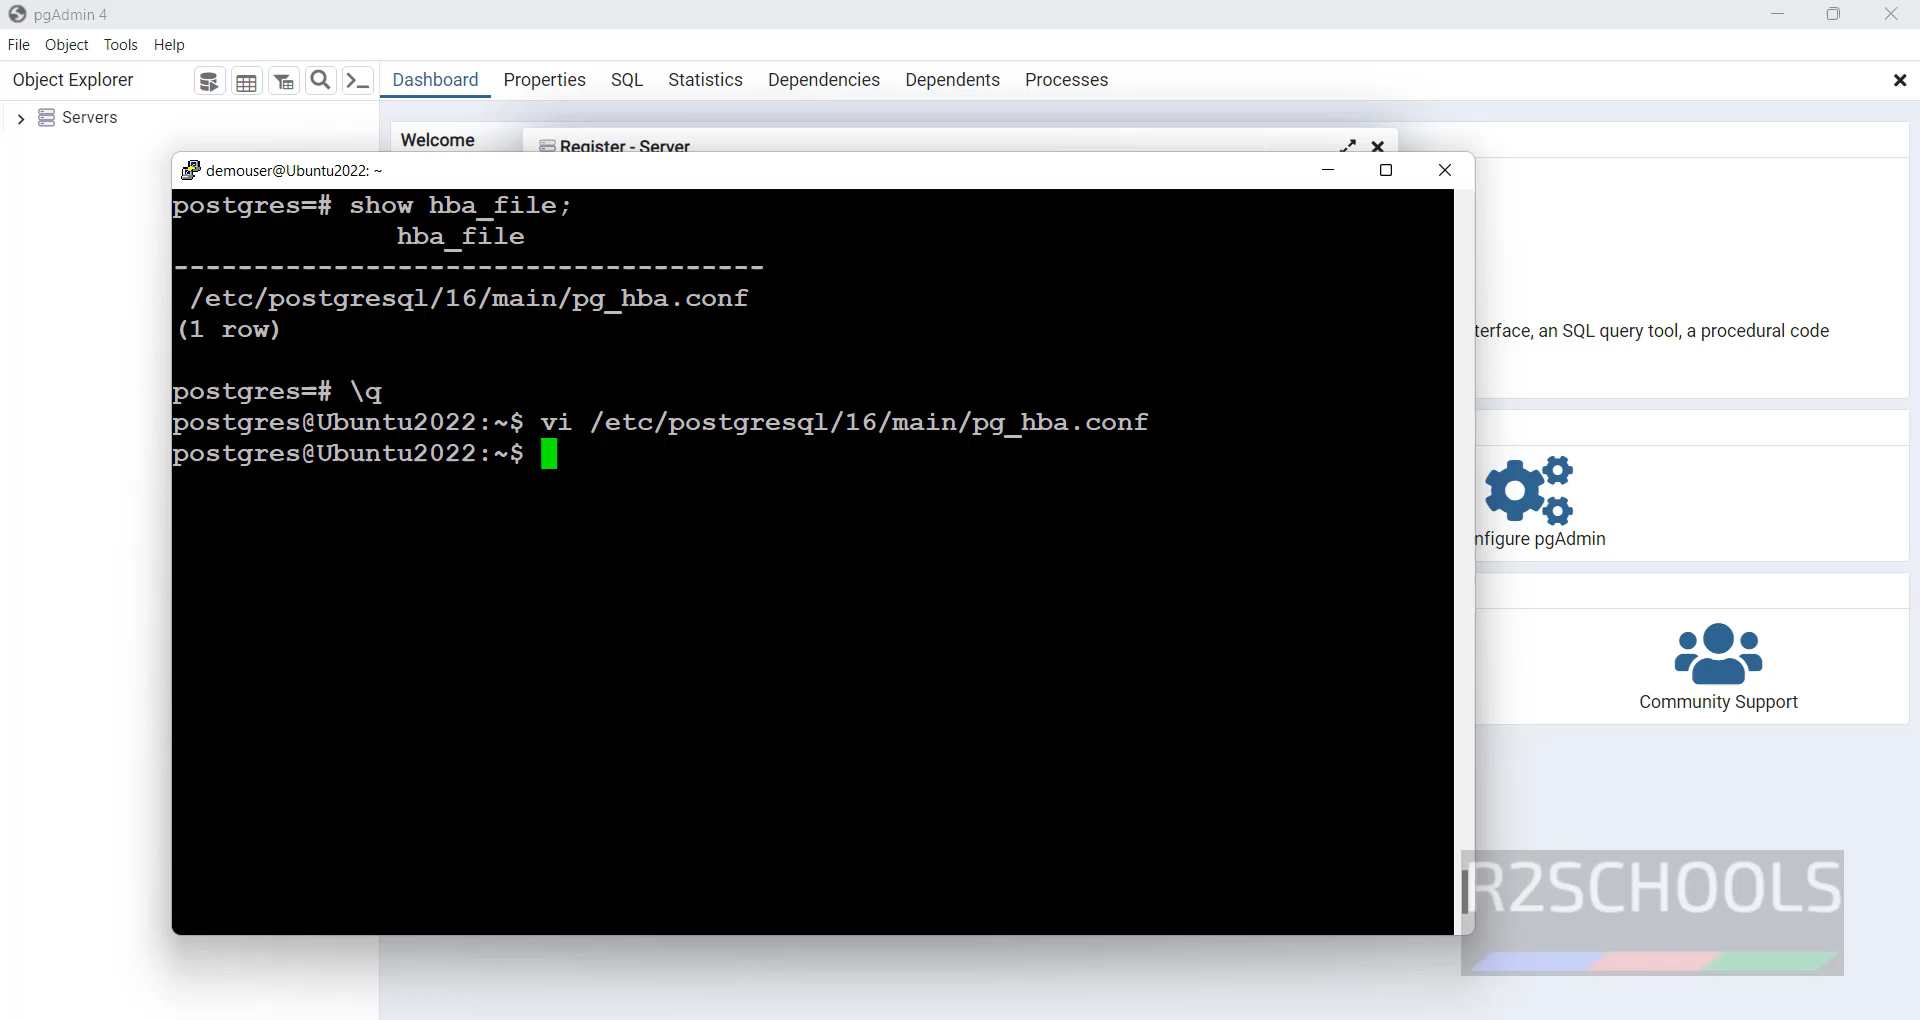 pgAdmin 4
File Object Tools Help
Object Explorer
Dashboard Properties SQL Statistics Dependencies Dependents Processes
Servers
Welcome
Register - Server
demouser@Ubuntu2022: ~
postgres=# show hba_file;
hba_file
-------------------------------------
/etc/postgresql/16/main/pg_hba.conf
(1 row)
postgres=# \q
postgres@Ubuntu2022:~$ vi /etc/postgresql/16/main/pg_hba.conf
postgres@Ubuntu2022:~$
terface, an SQL query tool, a procedural code
nfigure pgAdmin
Community Support
R2SCHOOLS